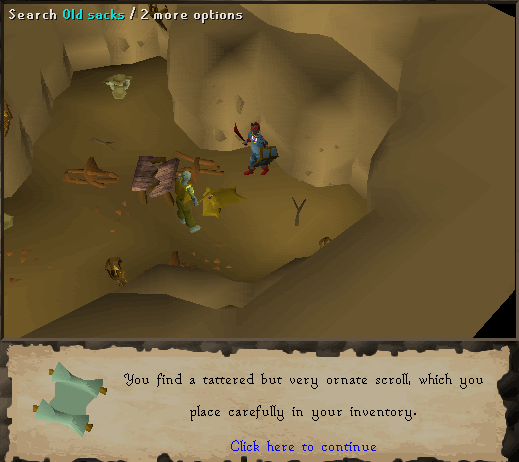 Search Old sacks / 2 more options
You find a tattered but very ornate scroll, which you
place carefully in your inventory.
Click here to continue